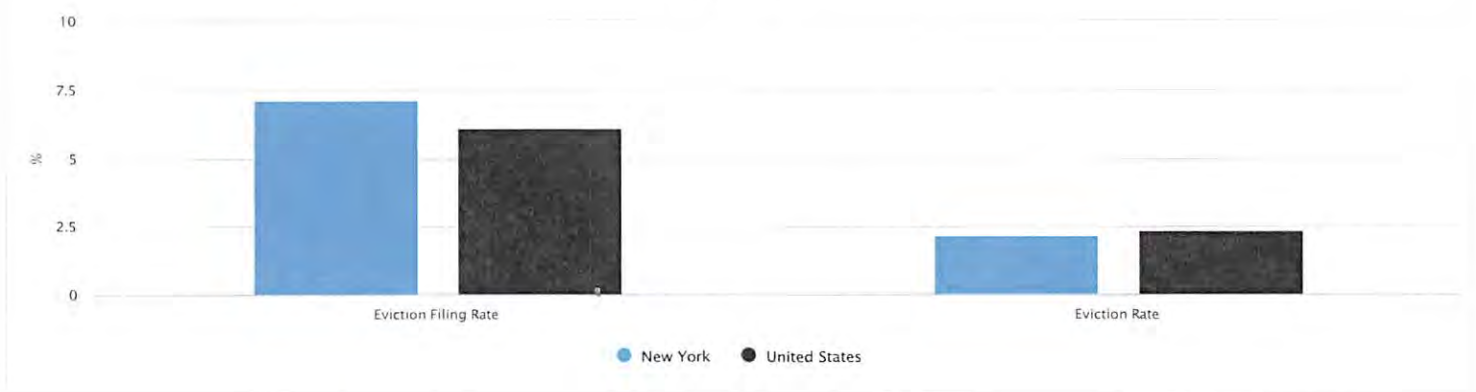 10
7.5
%
5
2.5
0
Eviction Filing Rate
Eviction Rate
New York
United States